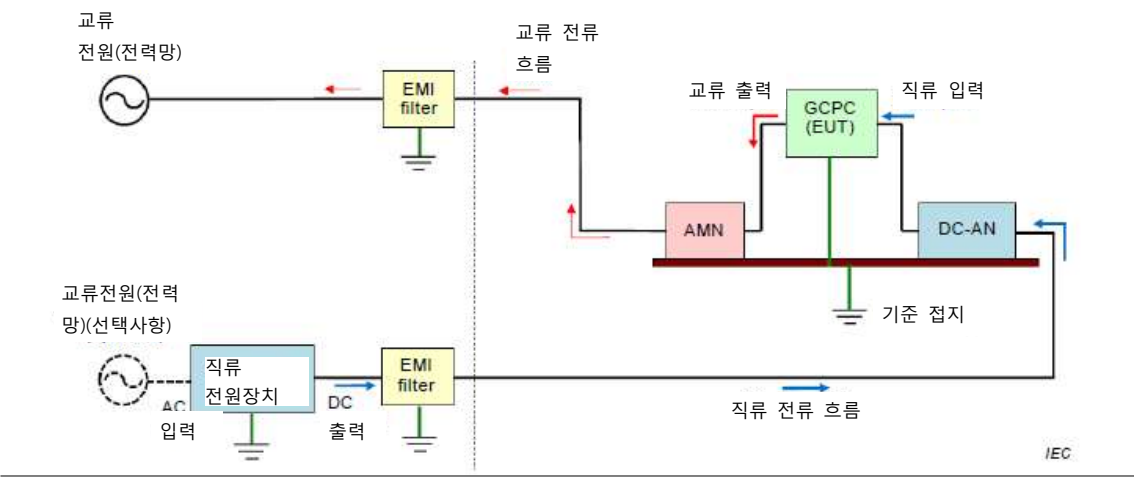 교류
전원(전력망)
교류 전류
흐름
EMI
filter
교류 출력
GCPC
(EUT)
직류 입력
AMN
DC-AN
기준 접지
교류전원(전력
망)(선택사항)
직류
전원장치
AC
입력
DC
출력
EMI
filter
직류 전류 흐름
IEC